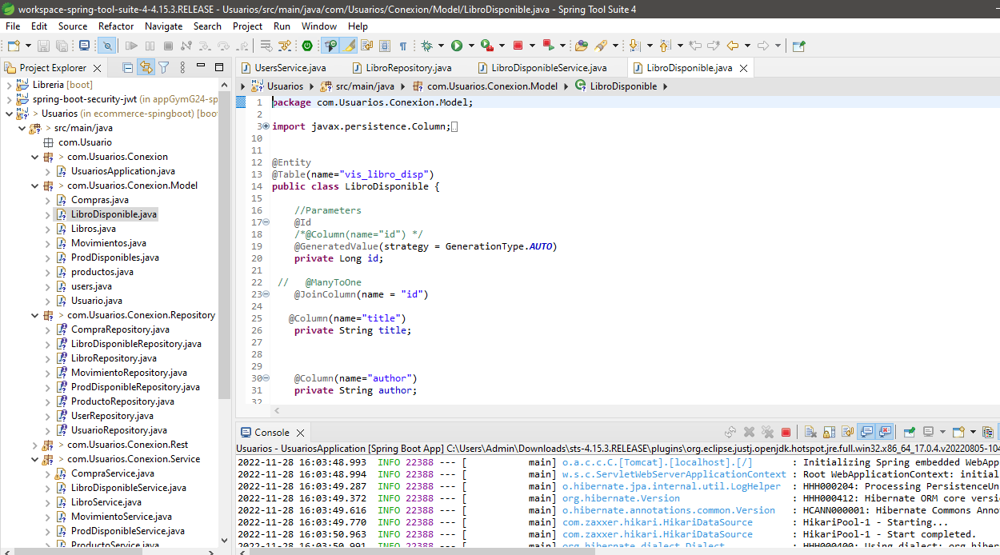 workspace-spring-tool-suite-4-4.15.3.RELEASE - Usuarios/src/main/java/com/Usuarios/Conexion/Model/LibroDisponible.java - Spring Tool Suite 4
File Edit Source Refactor Navigate Search Project Run Window Help
Project Explorer
Libreria [boot]
spring-boot-security-jwt (in appGymG24-sp
> Usuarios (in ecommerce-spingboot) [boo
> src/main/java
com.Usuario
> com.Usuarios.Conexion
UsuariosApplication.java
> com.Usuarios.Conexion.Model
Compras.java
LibroDisponible.java
Libros.java
Movimientos.java
ProdDisponibles.java
productos.java
users.java
Usuario.java
> com.Usuarios.Conexion.Repository
CompraRepository.java
LibroDisponibleRepository.java
LibroRepository.java
MovimientoRepository.java
ProdDisponibleRepository.java
ProductoRepository.java
UserRepository.java
UsuarioRepository.java
> com.Usuarios.Conexion.Rest
> com.Usuarios.Conexion.Service
CompraService.java
LibroDisponibleService.java
LibroService.java
MovimientoService.java
ProdDisponibleService.java
ProductoService.java
UsersService.java LibroRepository.java LibroDisponibleService.java LibroDisponible.java
Usuarios src/main/java com.Usuarios.Conexion.Model LibroDisponible
1 package com.Usuarios.Conexion.Model;
2
3 import javax.persistence.Column;
10
11
12 @Entity
13 @Table(name="vis_libro_disp")
14 public class LibroDisponible {
15
16 //Parameters
17 @Id
18 /*@Column(name="id") */
19 @GeneratedValue(strategy = GenerationType.AUTO)
20 private Long id;
21
22 // @ManyToOne
23 @JoinColumn(name = "id")
24
25 @Column(name="title")
26 private String title;
27
28
29
30 @Column(name="author")
31 private String author;
32
Console
Usuarios - UsuariosApplication [Spring Boot App] C:\Users\Admin\Downloads\sts-4.15.3.RELEASE\plugins\org.eclipse.justj.openjdk.hotspot.jre.full.win32.x86_64_17.0.4.v20220805-104
2022-11-28 16:03:48.993 INFO 22388 --- [ main] o.a.c.c.C.[Tomcat].[localhost].[/] : Initializing Spring embedded WebApp
2022-11-28 16:03:48.994 INFO 22388 --- [ main] w.s.c.ServletWebServerApplicationContext : Root WebApplicationContext: initial
2022-11-28 16:03:49.287 INFO 22388 --- [ main] o.hibernate.jpa.internal.util.LogHelper : HHH000204: Processing PersistenceUn
2022-11-28 16:03:49.372 INFO 22388 --- [ main] org.hibernate.Version : HHH000412: Hibernate ORM core versi
2022-11-28 16:03:49.616 INFO 22388 --- [ main] o.hibernate.annotations.common.Version : HCANN000001: Hibernate Commons Anno
2022-11-28 16:03:49.770 INFO 22388 --- [ main] com.zaxxer.hikari.HikariDataSource : HikariPool-1 - Starting...
2022-11-28 16:03:50.963 INFO 22388 --- [ main] com.zaxxer.hikari.HikariDataSource : HikariPool-1 - Start completed.
2022-11-28 16:03:50.991 INFO 22388 --- [ main] org.hibernate.dialect.Dialect : HHH000400: Using dialect: org.hiber